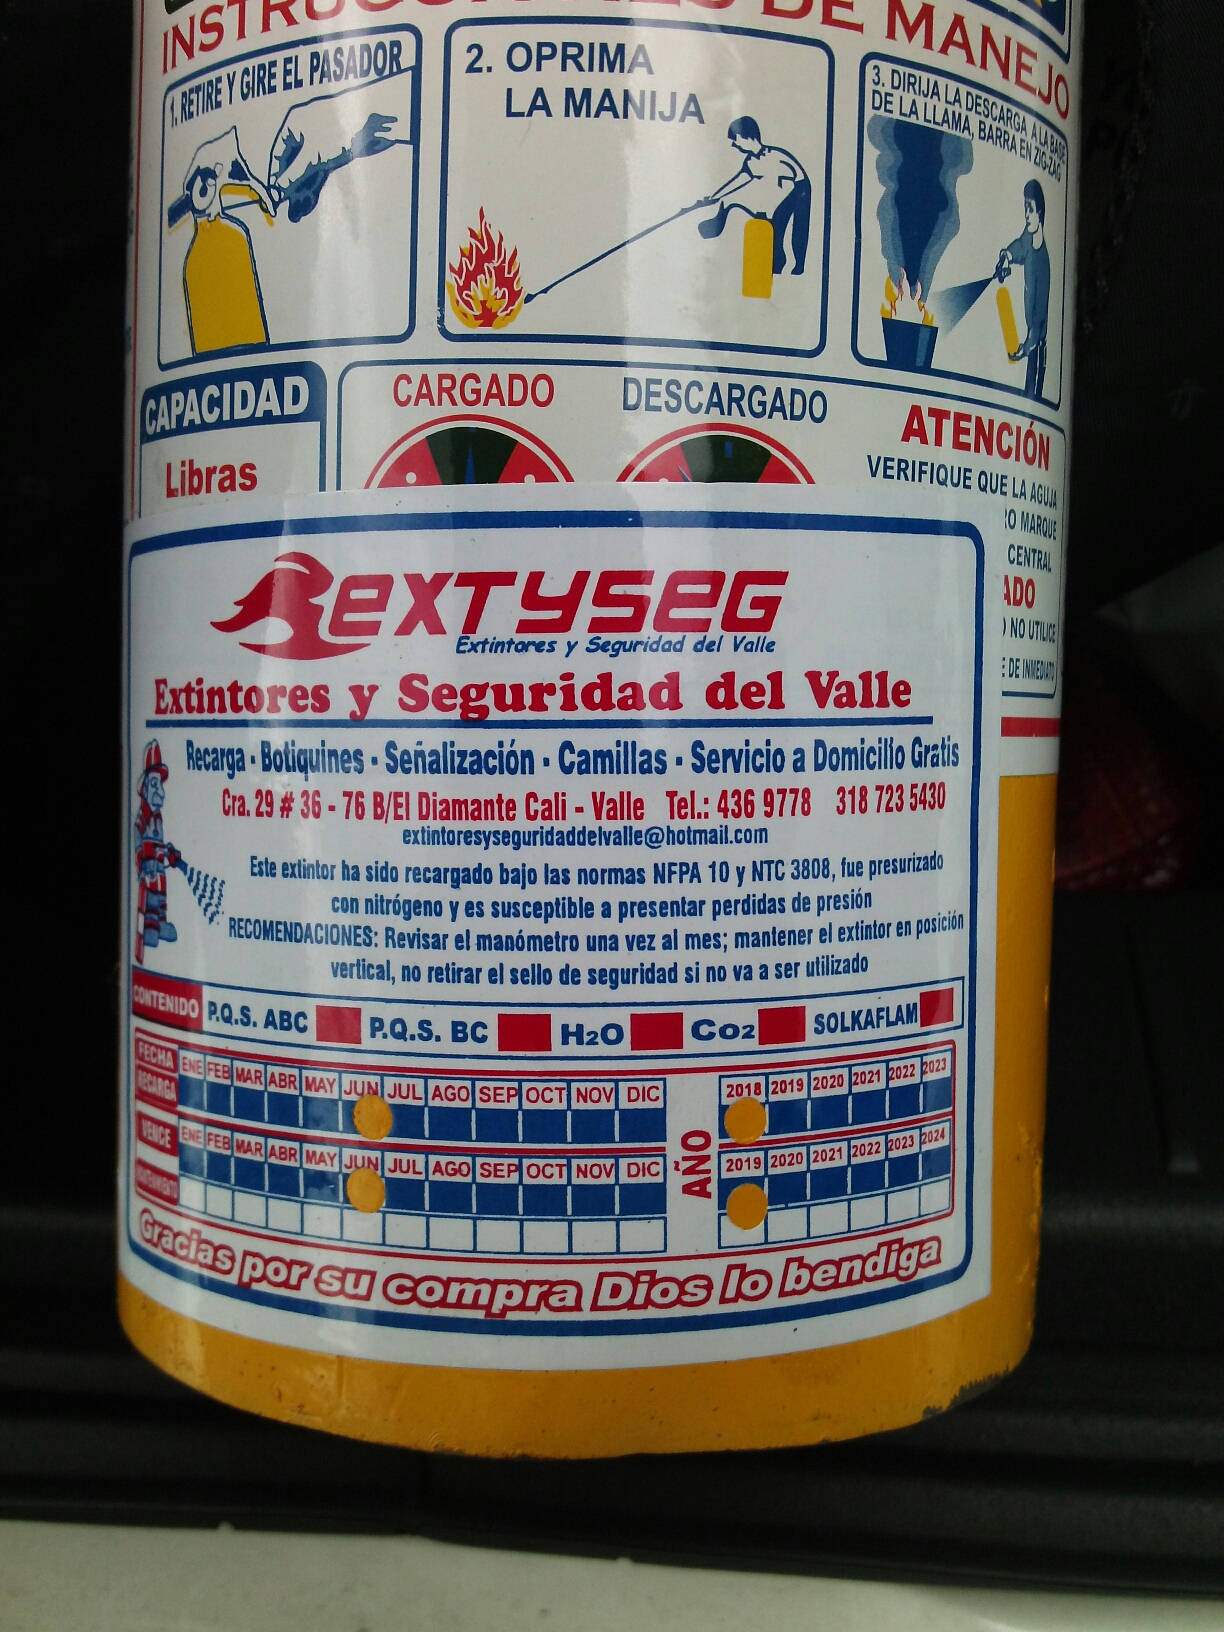 INSTRUCCIONES DE MANEJO
1. RETIRE Y GIRE EL PASADOR
2. OPRIMA
LA MANIJA
3. DIRIJA LA DESCARGA A LA BASE
DE LA LLAMA, BARRA EN ZIG-ZAG
CAPACIDAD
Libras
CARGADO
DESCARGADO
ATENCIÓN
VERIFIQUE QUE LA AGUJA
RO MARQUE
CENTRAL
ADO
O NO UTILICE
E DE INMEDIATO
EXTYSEG
Extintores y Seguridad del Valle
Extintores y Seguridad del Valle
Recarga · Botiquines · Señalización · Camillas · Servicio a Domicilio Gratis
Cra. 29 # 36 - 76 B/El Diamante Cali - Valle Tel.: 436 9778 318 723 5430
extintoresyseguridaddelvalle@hotmail.com
Este extintor ha sido recargado bajo las normas NFPA 10 y NTC 3808, fue presurizado
con nitrógeno y es susceptible a presentar perdidas de presión
RECOMENDACIONES: Revisar el manómetro una vez al mes; mantener el extintor en posición
vertical, no retirar el sello de seguridad si no va a ser utilizado
CONTENIDO P.Q.S. ABC P.Q.S. BC H2O Co2 SOLKAFLAM
FECHA RECARGA ENE FEB MAR ABR MAY JUN JUL AGO SEP OCT NOV DIC 2018 2019 2020 2021 2022 2023
VENCE ENE FEB MAR ABR MAY JUN JUL AGO SEP OCT NOV DIC AÑO 2019 2020 2021 2022 2023 2024
Gracias por su compra Dios lo bendiga